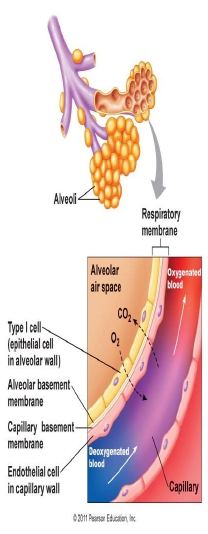 Alveoli
Respiratory
membrane
Alveolar
air space
Oxygenated
blood
CO2
O2
Type I cell
(epithelial cell
in alveolar wall)
Alveolar basement
membrane
Capillary basement
membrane
Endothelial cell
in capillary wall
Deoxygenated
blood
Capillary
© 2011 Pearson Education, Inc.